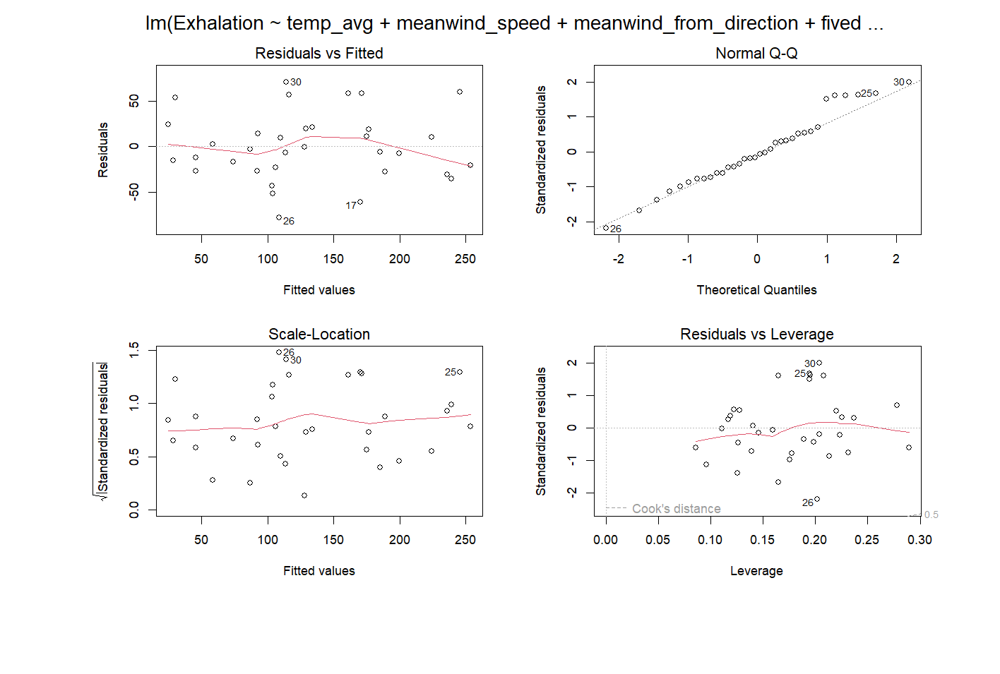 lm(Exhalation ~ temp_avg + meanwind_speed + meanwind_from_direction + fived ...
Residuals vs Fitted
Residuals
50
0
-50
30
17
26
50 100 150 200 250
Fitted values
Normal Q-Q
Standardized residuals
2
1
0
-1
-2
30
25
26
-2 -1 0 1 2
Theoretical Quantiles
Scale-Location
√|Standardized residuals|
1.5
1.0
0.5
0.0
26
30
25
50 100 150 200 250
Fitted values
Residuals vs Leverage
Standardized residuals
2
1
0
-1
-2
30
25
26
Cook's distance
0.5
0.00 0.05 0.10 0.15 0.20 0.25 0.30
Leverage